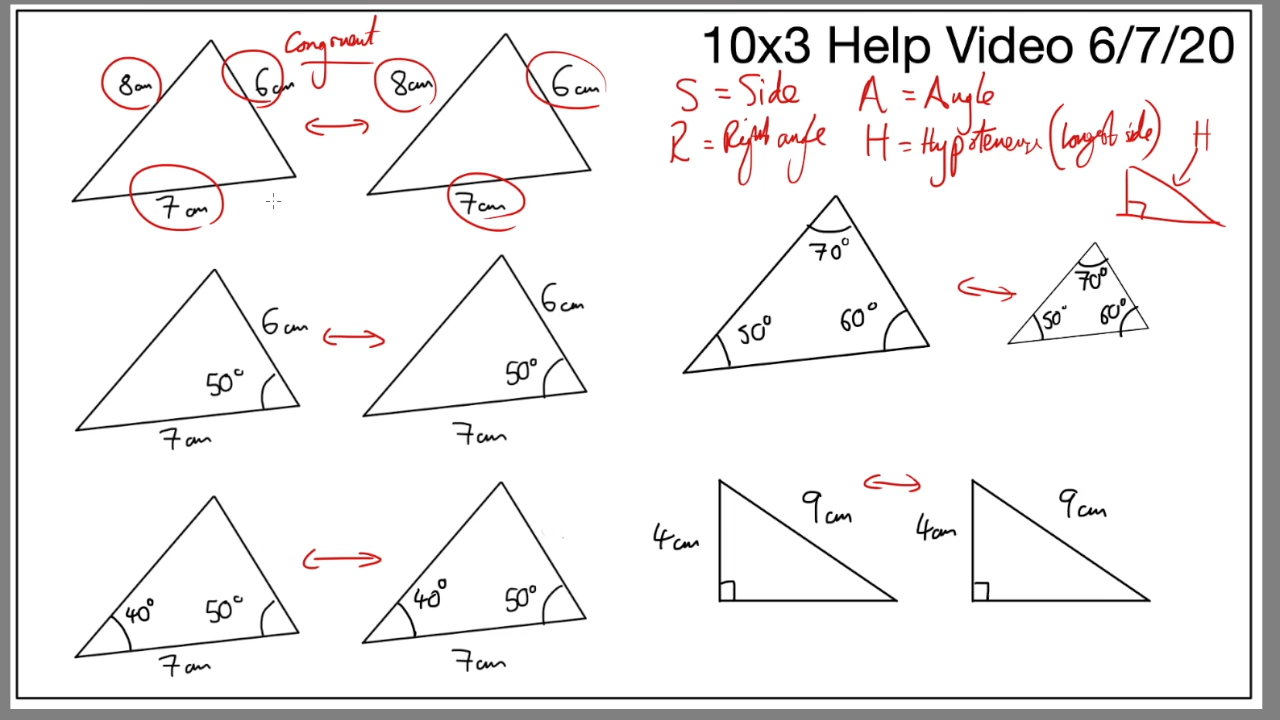 10x3 Help Video 6/7/20
Congruent
8cm
6cm
7cm
8cm
6cm
7cm
S = Side A = Angle
R = Right angle H = Hypotenuse (longest side)
H
6cm
50°
7cm
6cm
50°
7cm
70°
50°
60°
70°
50°
60°
40°
50°
7cm
40°
50°
7cm
4cm
9cm
4cm
9cm